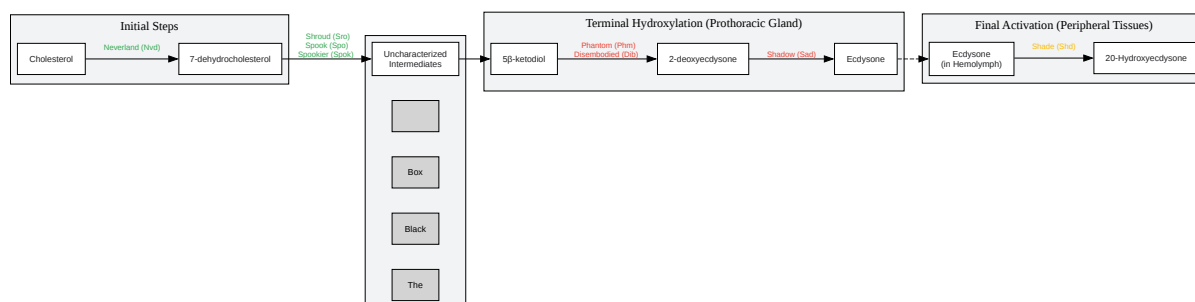 Initial Steps
Cholesterol
Neverland (Nvd)
7-dehydrocholesterol
Shroud (Sro)
Spook (Spo)
Spookier (Spok)
Uncharacterized
Intermediates
Box
Black
The
Terminal Hydroxylation (Prothoracic Gland)
5β-ketodiol
Phantom (Phm)
Disembodied (Dib)
2-deoxyecdysone
Shadow (Sad)
Ecdysone
Final Activation (Peripheral Tissues)
Ecdysone
(in Hemolymph)
Shade (Shd)
20-Hydroxyecdysone